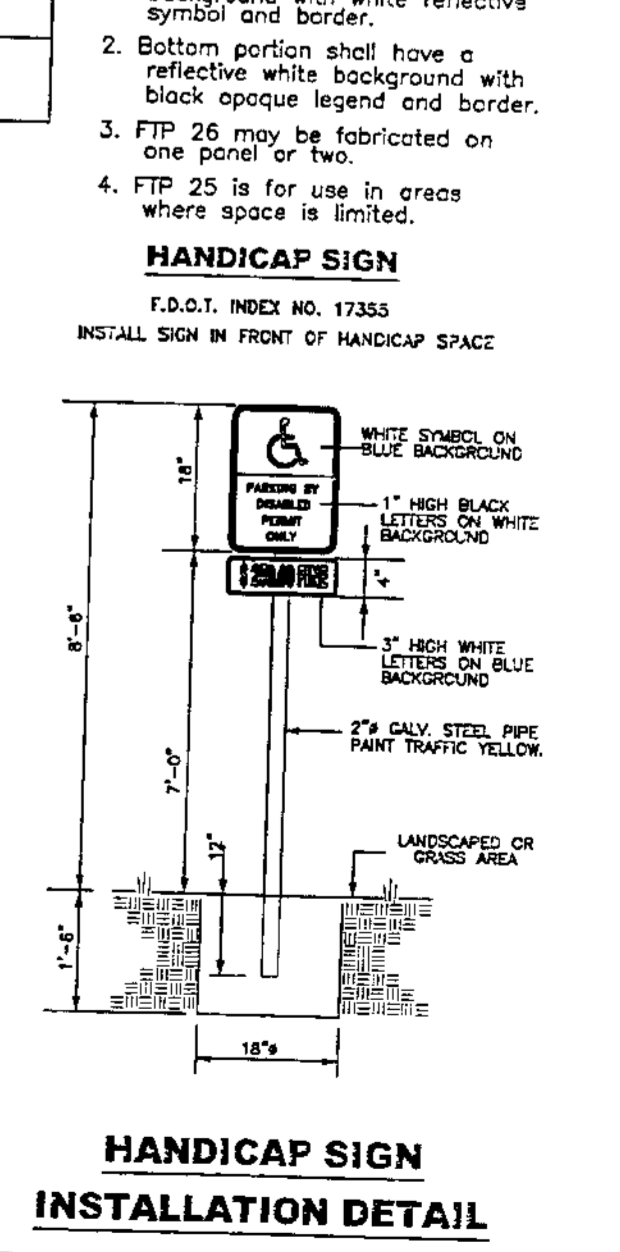 background with white reflective
symbol and border.
2. Bottom portion shall have a
reflective white background with
black opaque legend and border.
3. FTP 26 may be fabricated on
one panel or two.
4. FTP 25 is for use in areas
where space is limited.
HANDICAP SIGN
F.D.O.T. INDEX NO. 17355
INSTALL SIGN IN FRONT OF HANDICAP SPACE
WHITE SYMBOL ON
BLUE BACKGROUND
18"
PARKING BY
DISABLED
PERMIT
ONLY
1" HIGH BLACK
LETTERS ON WHITE
BACKGROUND
4"
8'-6"
3" HIGH WHITE
LETTERS ON BLUE
BACKGROUND
2"ø GALV. STEEL PIPE
PAINT TRAFFIC YELLOW.
7'-0"
12"
LANDSCAPED OR
GRASS AREA
1'-6"
18"ø
HANDICAP SIGN
INSTALLATION DETAIL